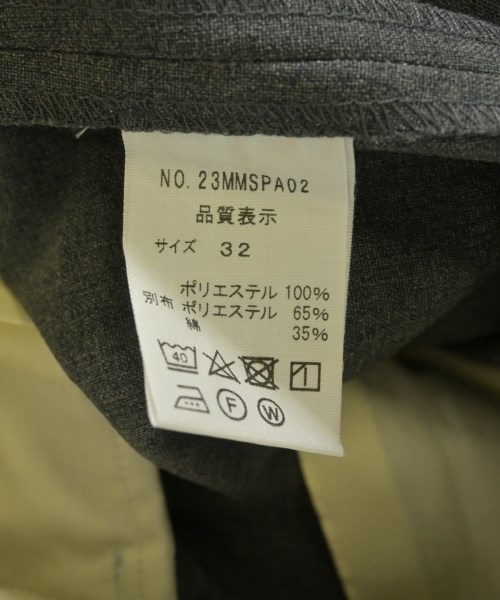 NO. 23MMSPA02
品質表示
サイズ 32
ポリエステル 100%
別布 ポリエステル 65%
綿 35%
40
F W